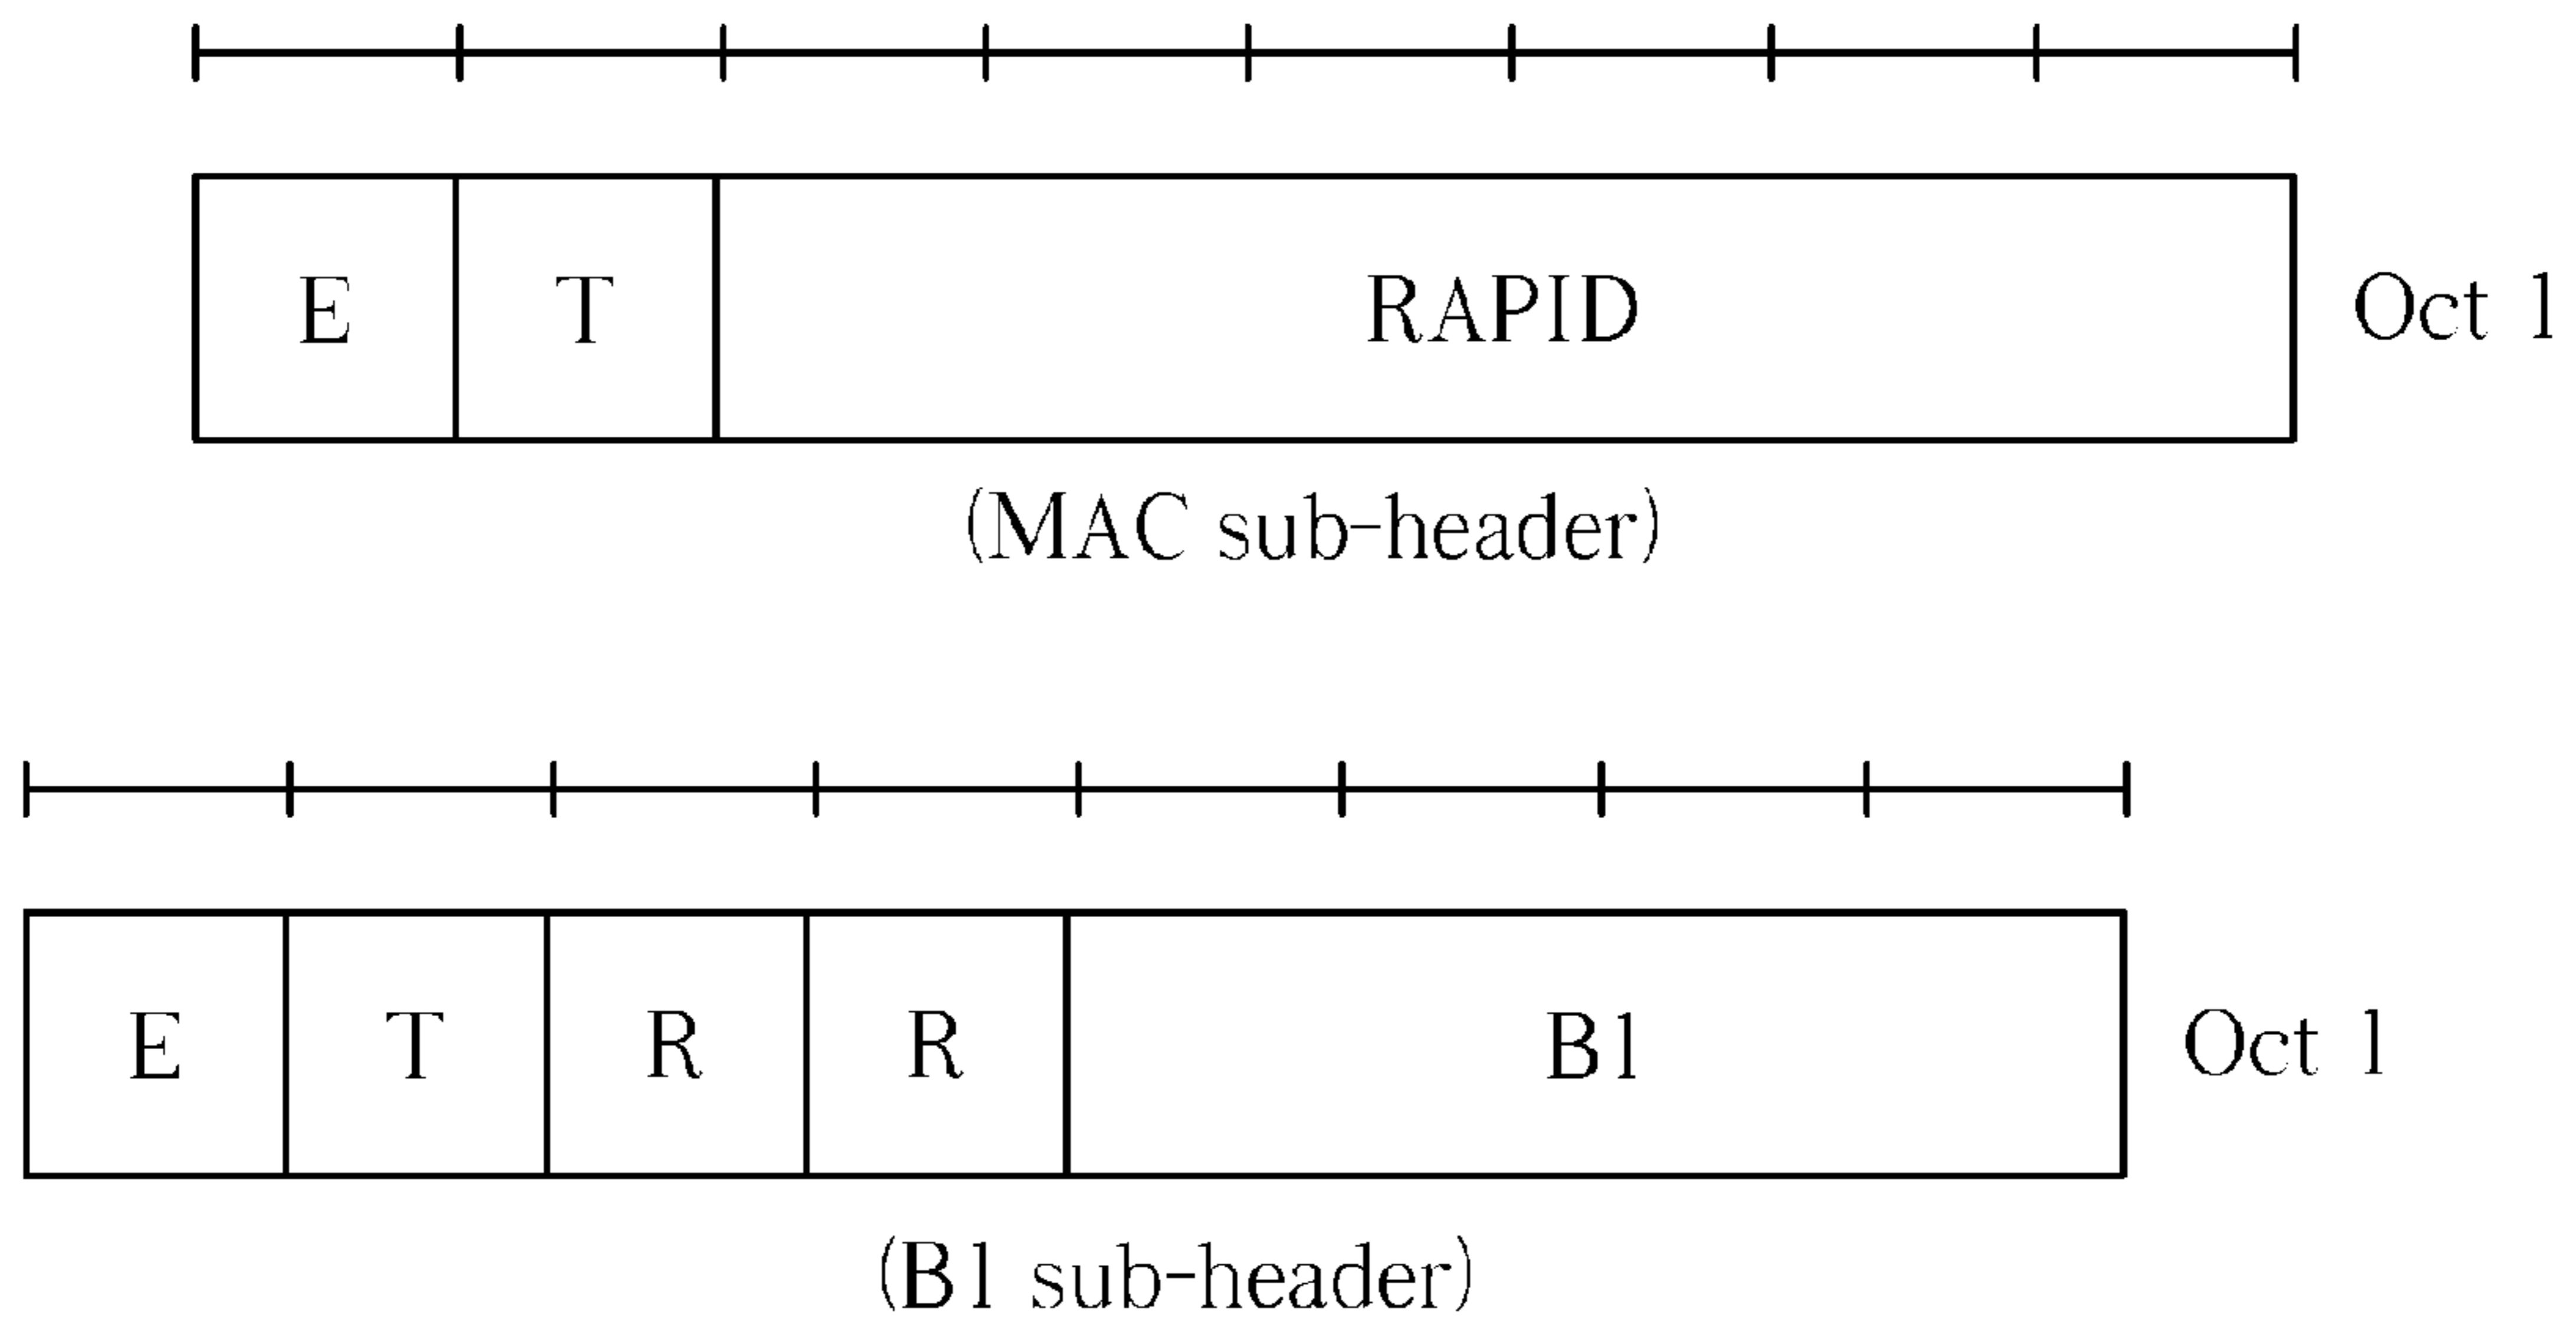 E T RAPID Oct 1
(MAC sub-header)
E T R R B1 Oct 1
(B1 sub-header)